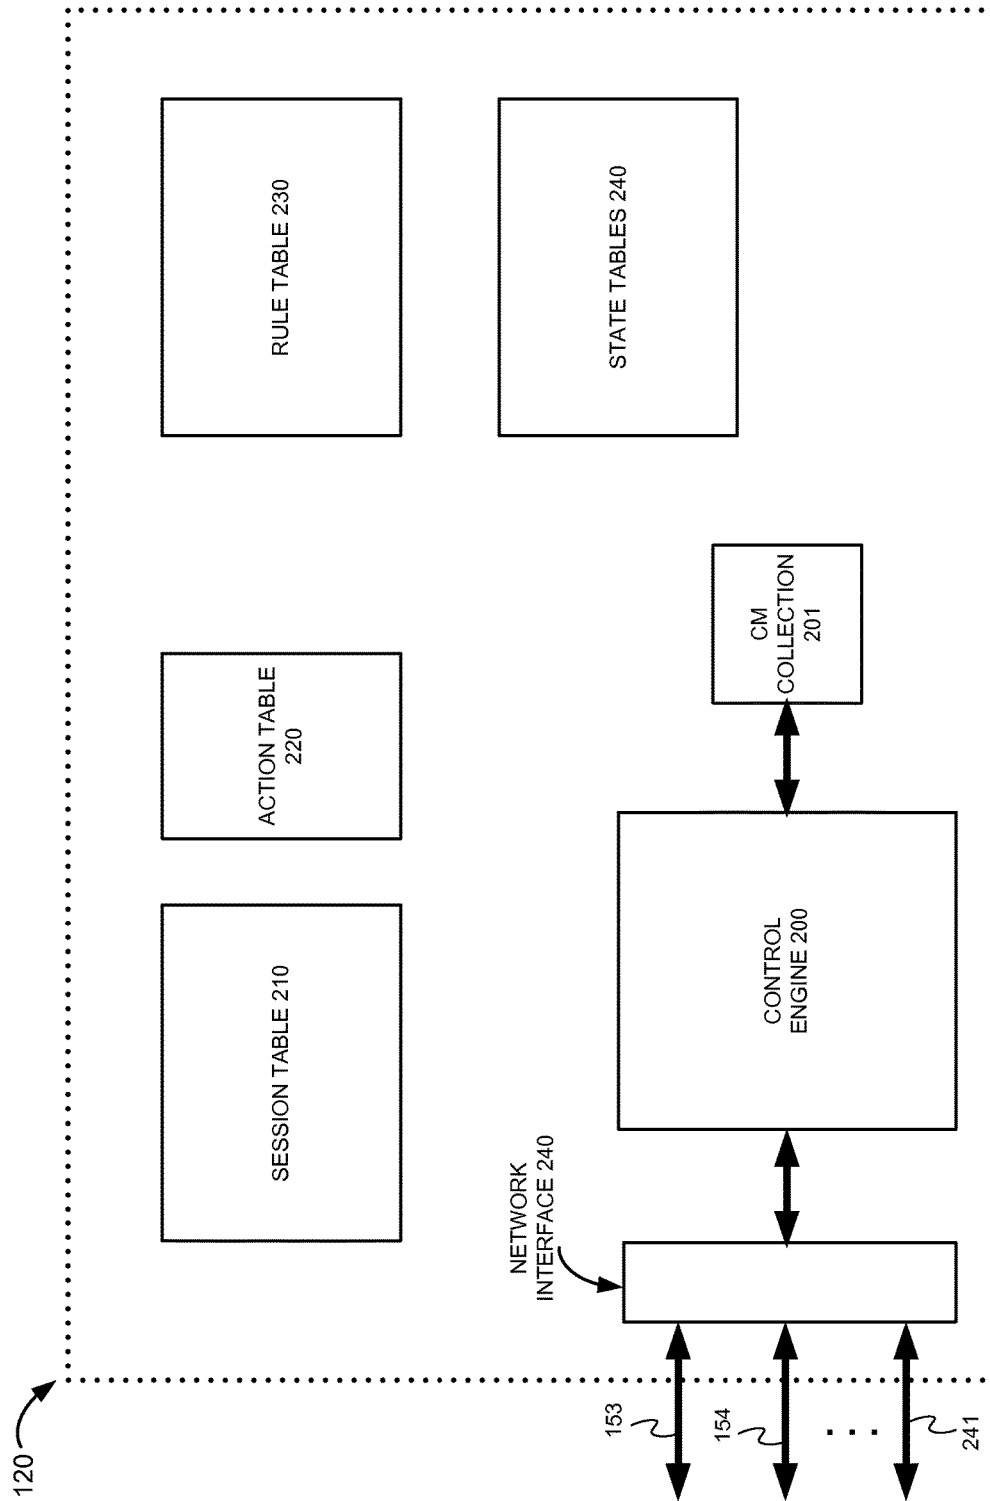 120
SESSION TABLE 210
ACTION TABLE
220
RULE TABLE 230
STATE TABLES 240
NETWORK
INTERFACE 240
CONTROL
ENGINE 200
CM
COLLECTION
201
153
154
. . .
241